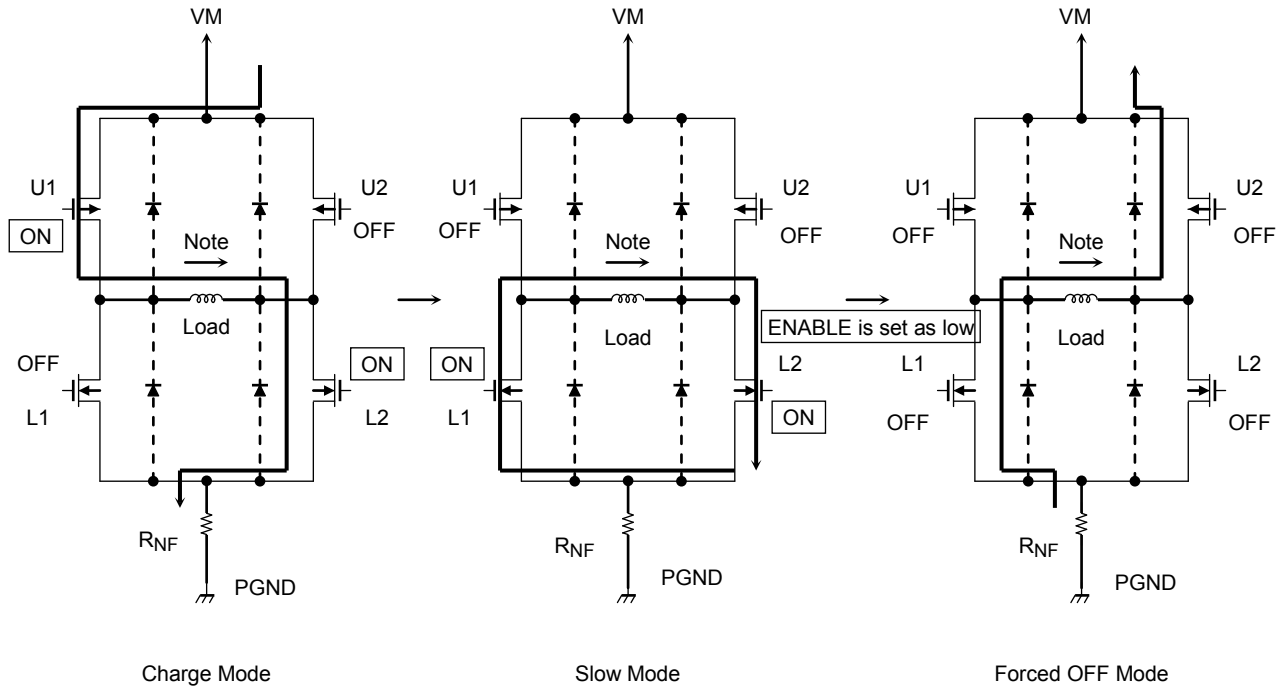 VM
U1
ON
U2
OFF
Note
Load
OFF
L1
ON
L2
RNF
PGND
Charge Mode
VM
U1
OFF
U2
OFF
Note
Load
ON
L1
L2
ON
RNF
PGND
Slow Mode
ENABLE is set as low
VM
U1
OFF
U2
OFF
Note
Load
L1
OFF
L2
OFF
RNF
PGND
Forced OFF Mode